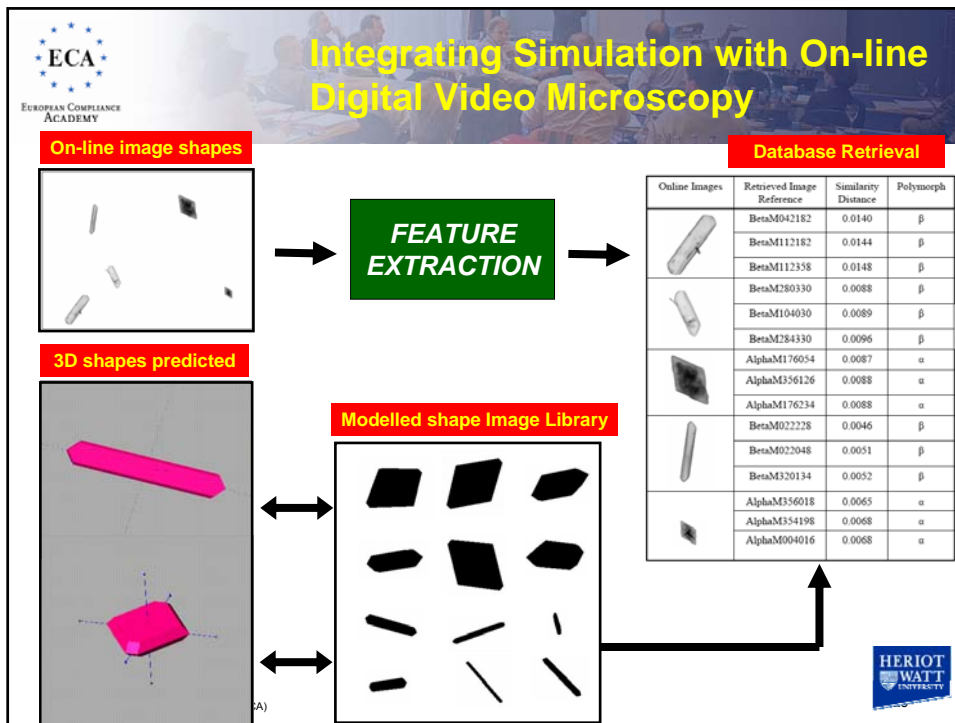 ECA
EUROPEAN COMPLIANCE
ACADEMY
Integrating Simulation with On-line
Digital Video Microscopy
On-line image shapes
Database Retrieval
FEATURE
EXTRACTION
Online Images Retrieved Image Reference Similarity Distance Polymorph
BetaM042182 0.0140 β
BetaM112182 0.0144 β
BetaM112358 0.0148 β
BetaM280330 0.0088 β
BetaM104030 0.0089 β
BetaM284330 0.0096 β
AlphaM176054 0.0087 α
AlphaM356126 0.0088 α
AlphaM176234 0.0088 α
BetaM022228 0.0046 β
BetaM022048 0.0051 β
BetaM320134 0.0052 β
AlphaM356018 0.0065 α
AlphaM354198 0.0068 α
AlphaM004016 0.0068 α
3D shapes predicted
Modelled shape Image Library
CA)
HERIOT
WATT
UNIVERSITY